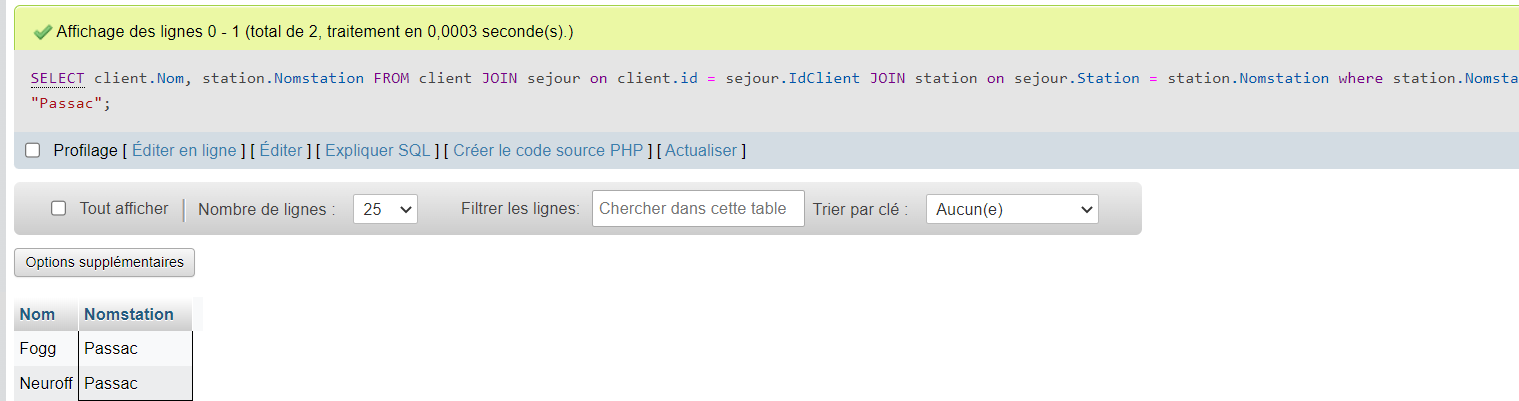 Affichage des lignes 0 - 1 (total de 2, traitement en 0,0003 seconde(s).)
SELECT client.Nom, station.Nomstation FROM client JOIN sejour on client.id = sejour.IdClient JOIN station on sejour.Station = station.Nomstation where station.Nomsta
"Passac";
Profilage [ Éditer en ligne ] [ Éditer ] [ Expliquer SQL ] [ Créer le code source PHP ] [ Actualiser ]
Tout afficher | Nombre de lignes : 25 Filtrer les lignes: Chercher dans cette table Trier par clé : Aucun(e)
Options supplémentaires
Nom Nomstation
Fogg Passac
Neuroff Passac